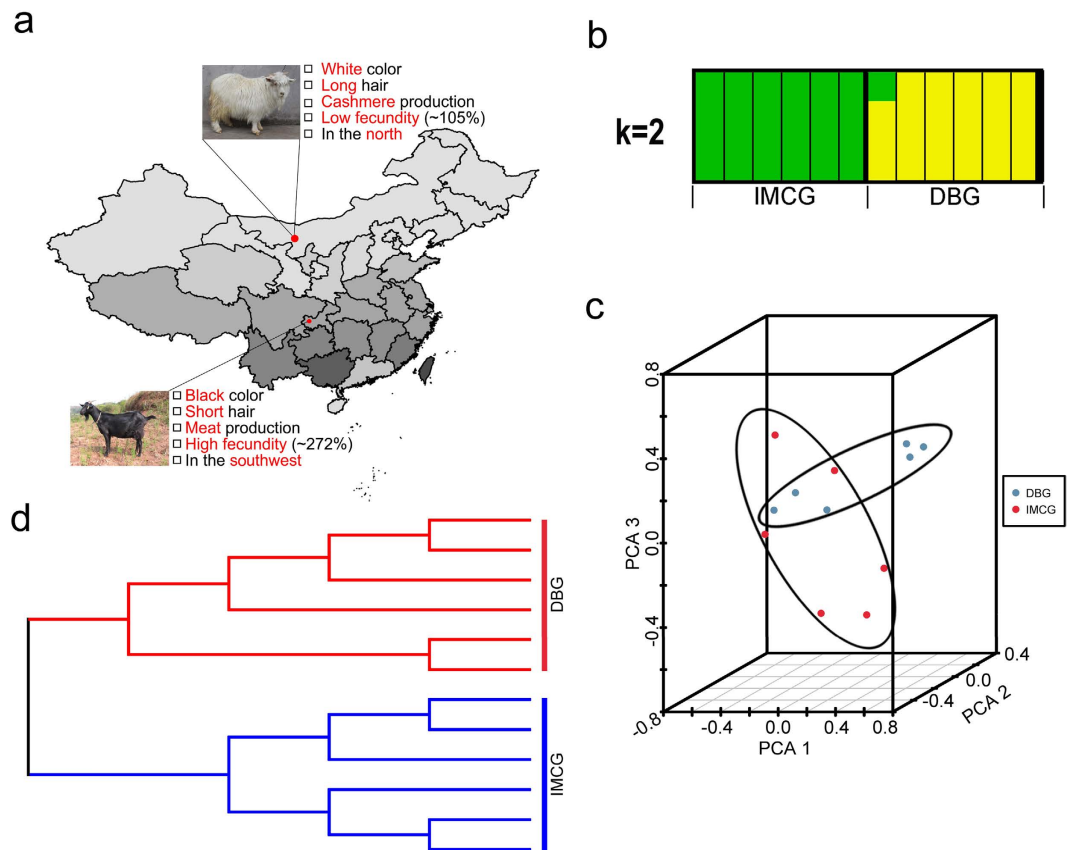 a
White color
Long hair
Cashmere production
Low fecundity (~105%)
In the north
Black color
Short hair
Meat production
High fecundity (~272%)
In the southwest
b
k=2
IMCG
DBG
c
0.8
0.4
0.0
-0.4
PCA 3
-0.8
-0.4
0.0
0.4
0.8
PCA 1
-0.4
0.0
0.4
PCA 2
DBG
IMCG
d
DBG
IMCG